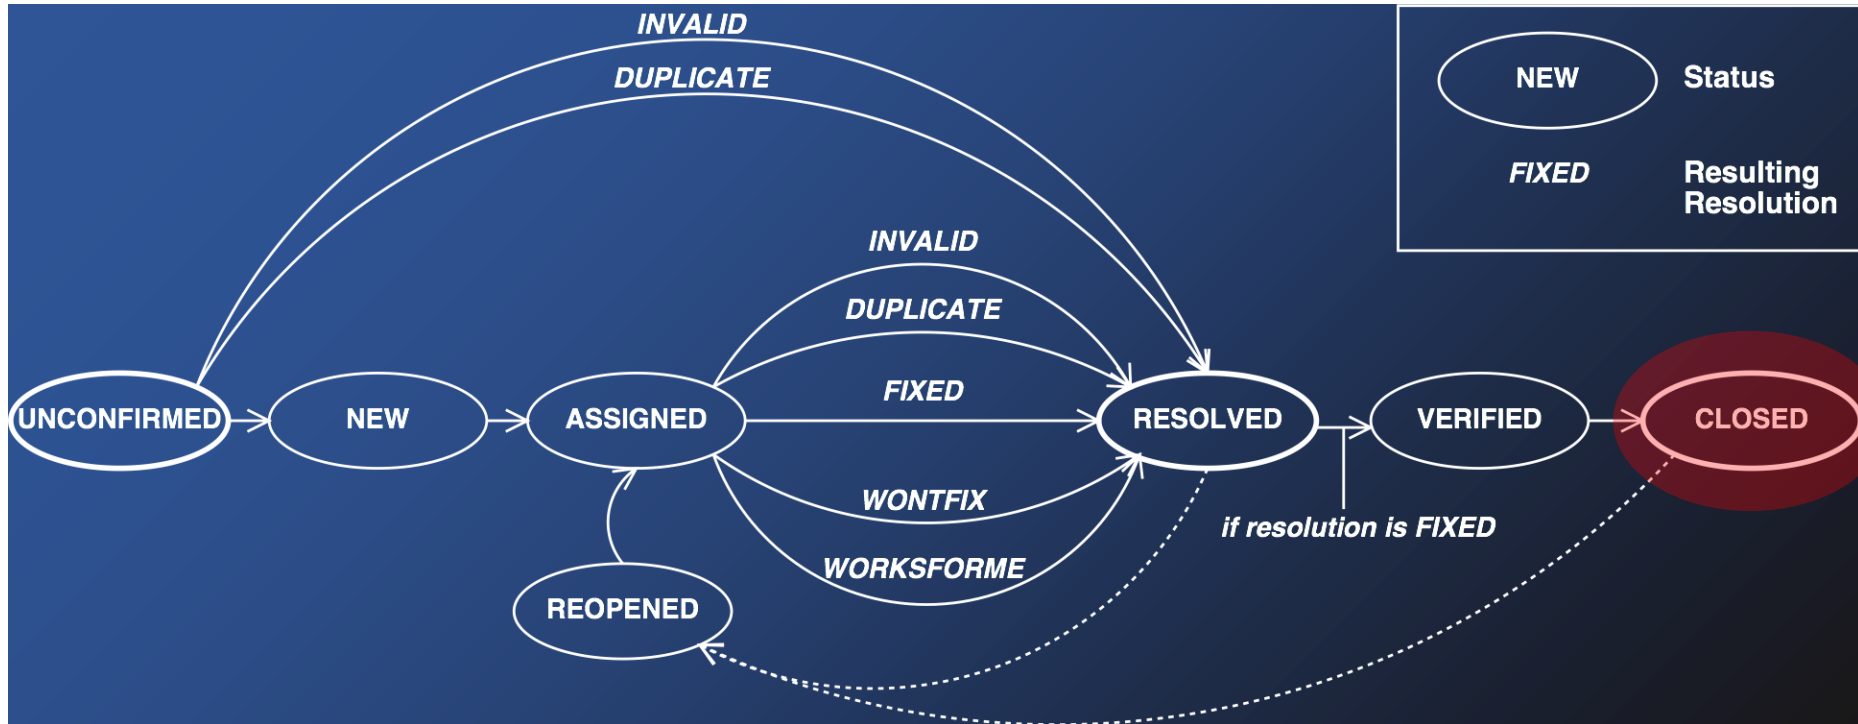 INVALID
DUPLICATE
NEW
Status
FIXED
Resulting
Resolution
INVALID
DUPLICATE
FIXED
UNCONFIRMED
NEW
ASSIGNED
RESOLVED
VERIFIED
CLOSED
WONTFIX
if resolution is FIXED
WORKSFORME
REOPENED